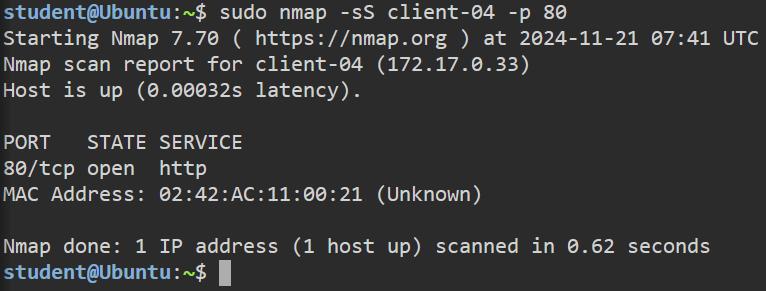 student@Ubuntu:~$ sudo nmap -sS client-04 -p 80
Starting Nmap 7.70 ( https://nmap.org ) at 2024-11-21 07:41 UTC
Nmap scan report for client-04 (172.17.0.33)
Host is up (0.00032s latency).

PORT   STATE SERVICE
80/tcp open  http
MAC Address: 02:42:AC:11:00:21 (Unknown)

Nmap done: 1 IP address (1 host up) scanned in 0.62 seconds
student@Ubuntu:~$